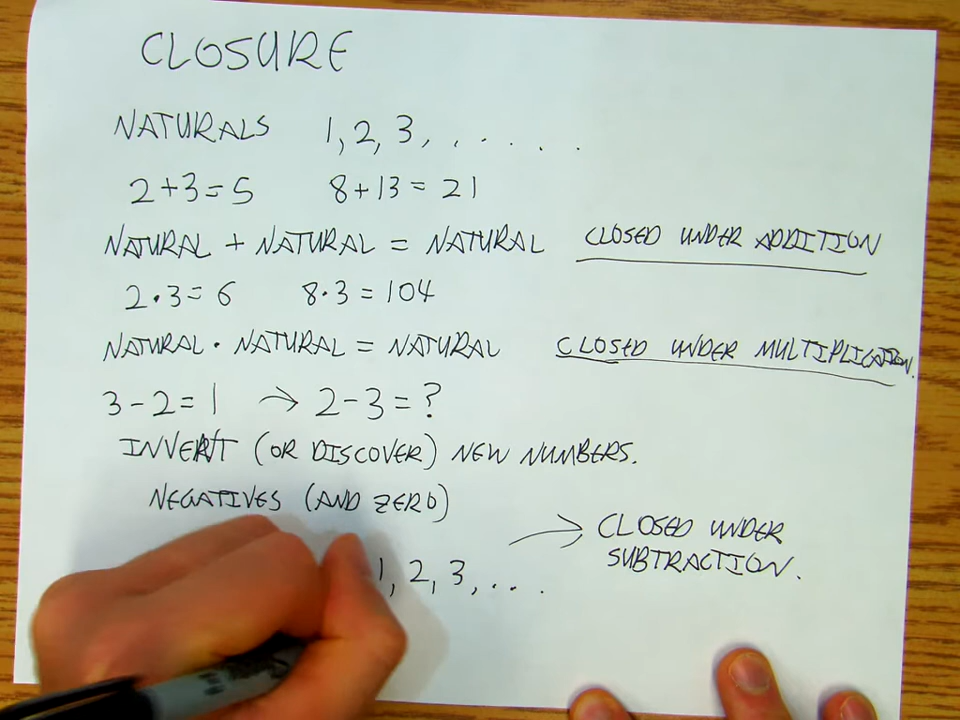 CLOSURE
NATURALS 1, 2, 3, . . . . .
2+3=5 8+13=21
NATURAL + NATURAL = NATURAL CLOSED UNDER ADDITION
2·3=6 8·3=104
NATURAL · NATURAL = NATURAL CLOSED UNDER MULTIPLICATION.
3-2=1 → 2-3=?
INVENT (OR DISCOVER) NEW NUMBERS.
NEGATIVES (AND ZERO)
→ CLOSED UNDER
SUBTRACTION.
1, 2, 3, . . .